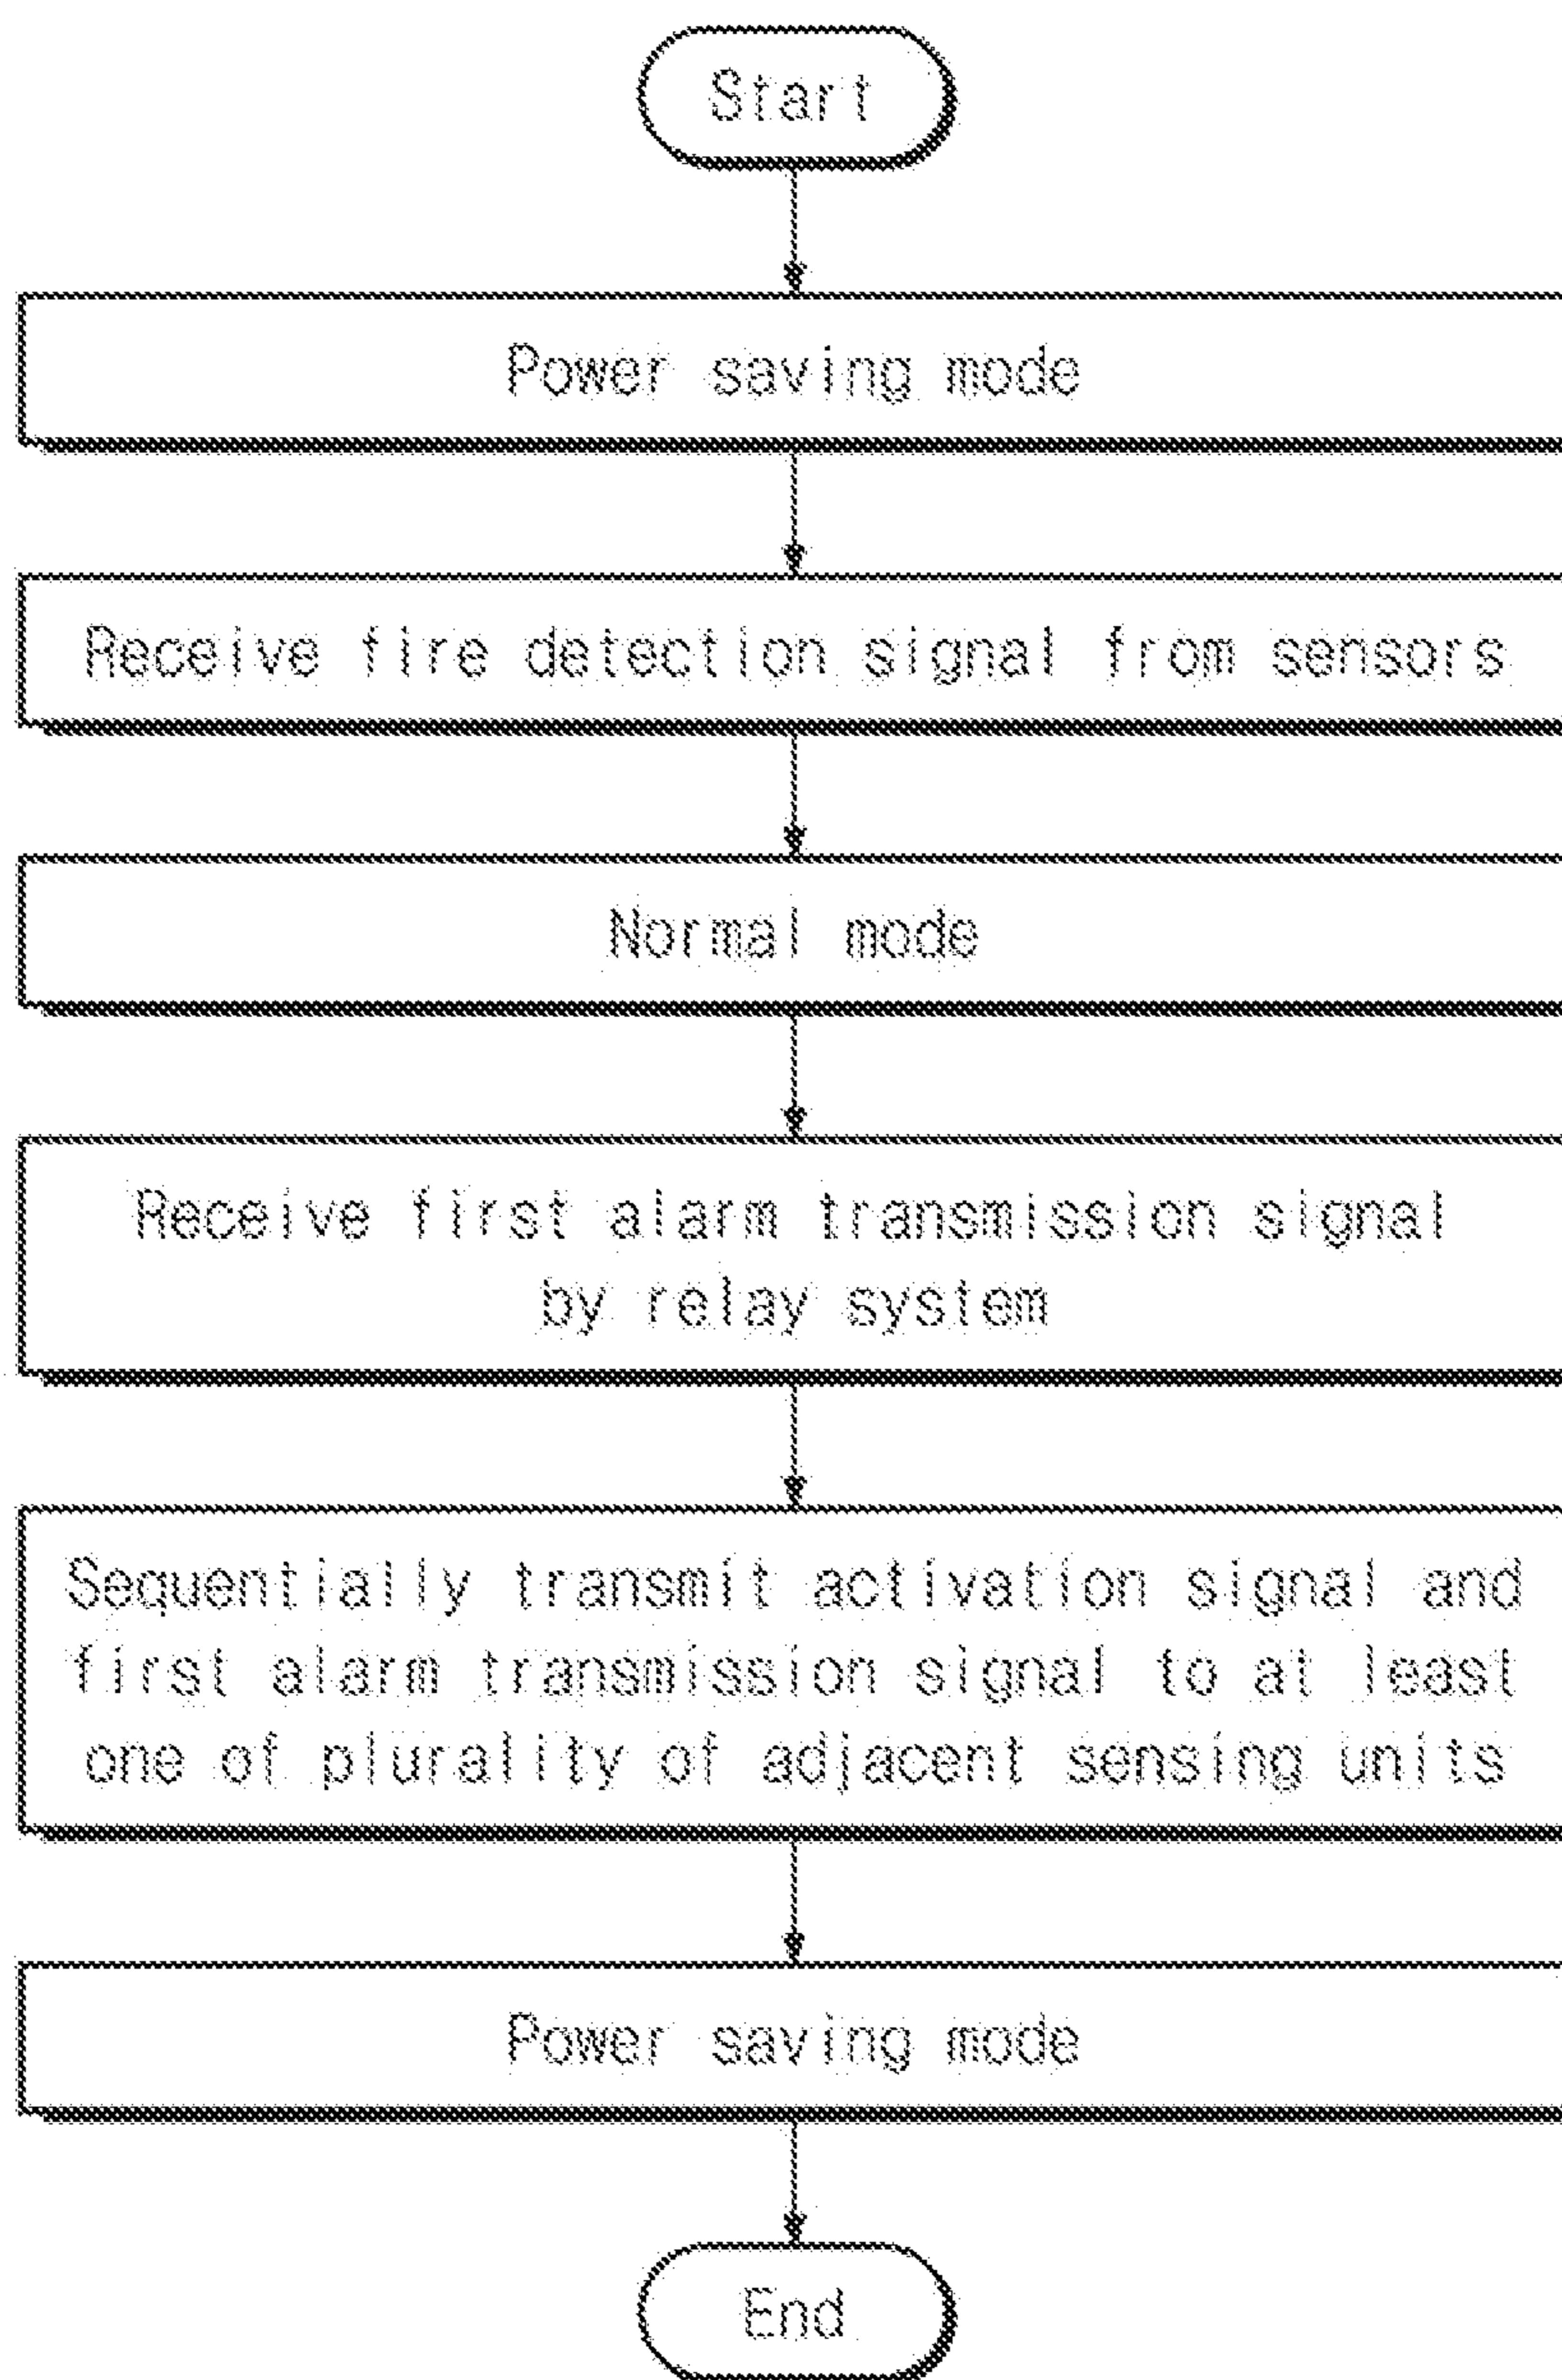 Start
Power saving mode
Receive fire detection signal from sensors
Normal mode
Receive first alarm transmission signal
by relay system
Sequentially transmit activation signal and
first alarm transmission signal to at least
one of plurality of adjacent sensing units
Power saving mode
End